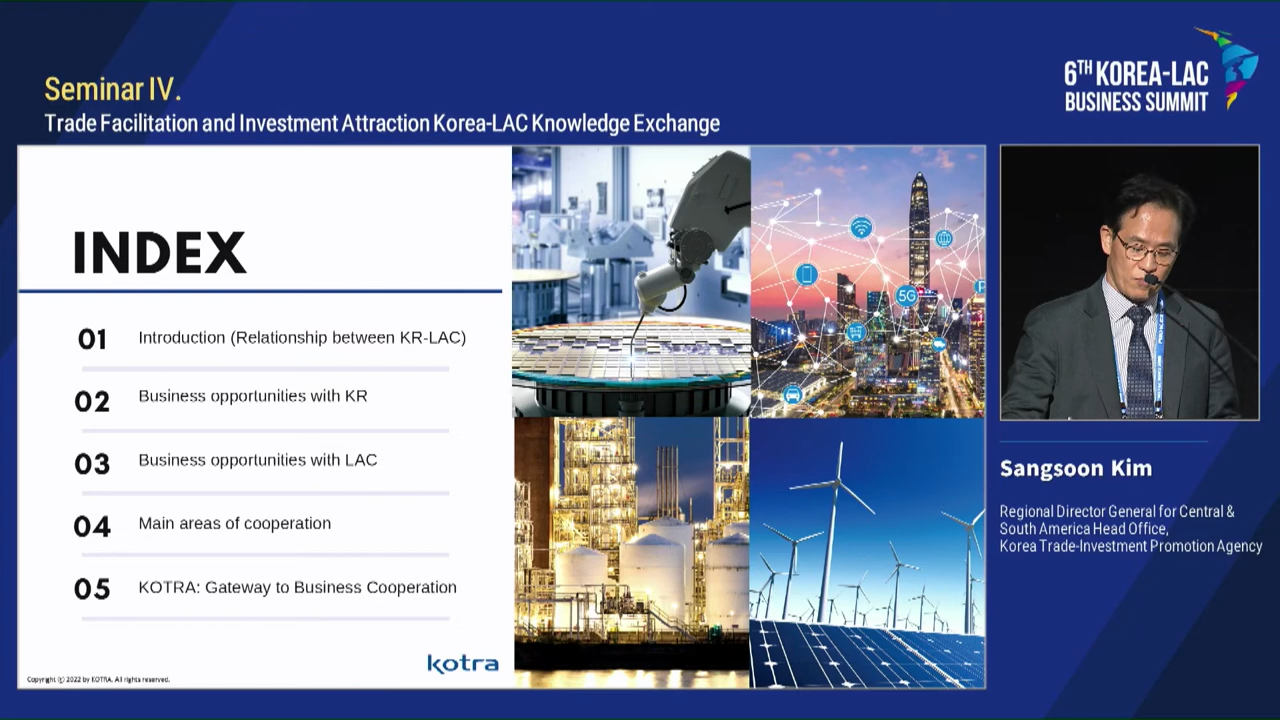 Seminar IV.
Trade Facilitation and Investment Attraction Korea-LAC Knowledge Exchange
6TH KOREA-LAC
BUSINESS SUMMIT
INDEX
01 Introduction (Relationship between KR-LAC)
02 Business opportunities with KR
03 Business opportunities with LAC
04 Main areas of cooperation
05 KOTRA: Gateway to Business Cooperation
kotra
Copyright ⓒ 2022 by KOTRA. All rights reserved.
5G
P
Sangsoon Kim
Regional Director General for Central &
South America Head Office,
Korea Trade-Investment Promotion Agency